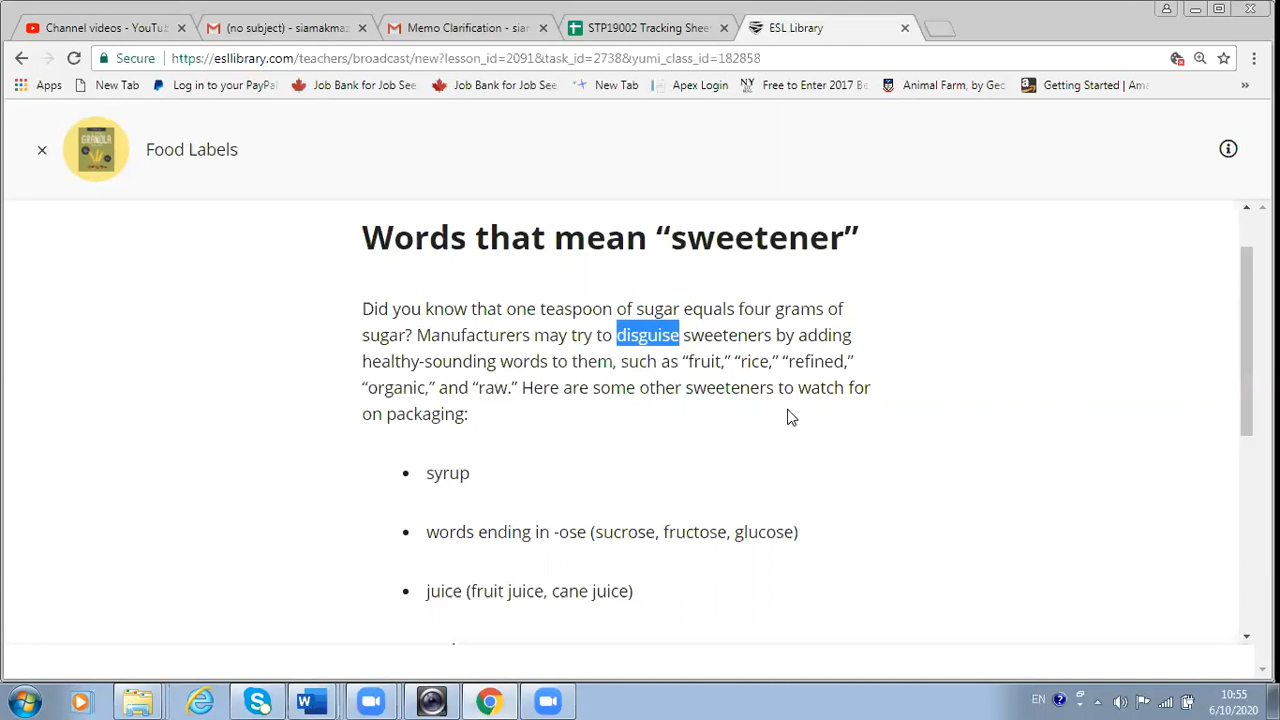 Channel videos - YouTu
(no subject) - siamakma
Memo Clarification - siar
STP19002 Tracking Shee
ESL Library
Secure
https://esllibrary.com/teachers/broadcast/new?lesson_id=2091&task_id=2738&yumi_class_id=182858
Apps
New Tab
Log in to your PayPal
Job Bank for Job See
Job Bank for Job See
New Tab
Apex Login
NY
Free to Enter 2017 Be
Animal Farm, by Geo
Getting Started | Ama
»
GRANOLA
Food Labels
Words that mean “sweetener”
Did you know that one teaspoon of sugar equals four grams of
sugar? Manufacturers may try to disguise sweeteners by adding
healthy-sounding words to them, such as “fruit,” “rice,” “refined,”
“organic,” and “raw.” Here are some other sweeteners to watch for
on packaging:
• syrup
• words ending in -ose (sucrose, fructose, glucose)
• juice (fruit juice, cane juice)
EN
10:55
6/10/2020